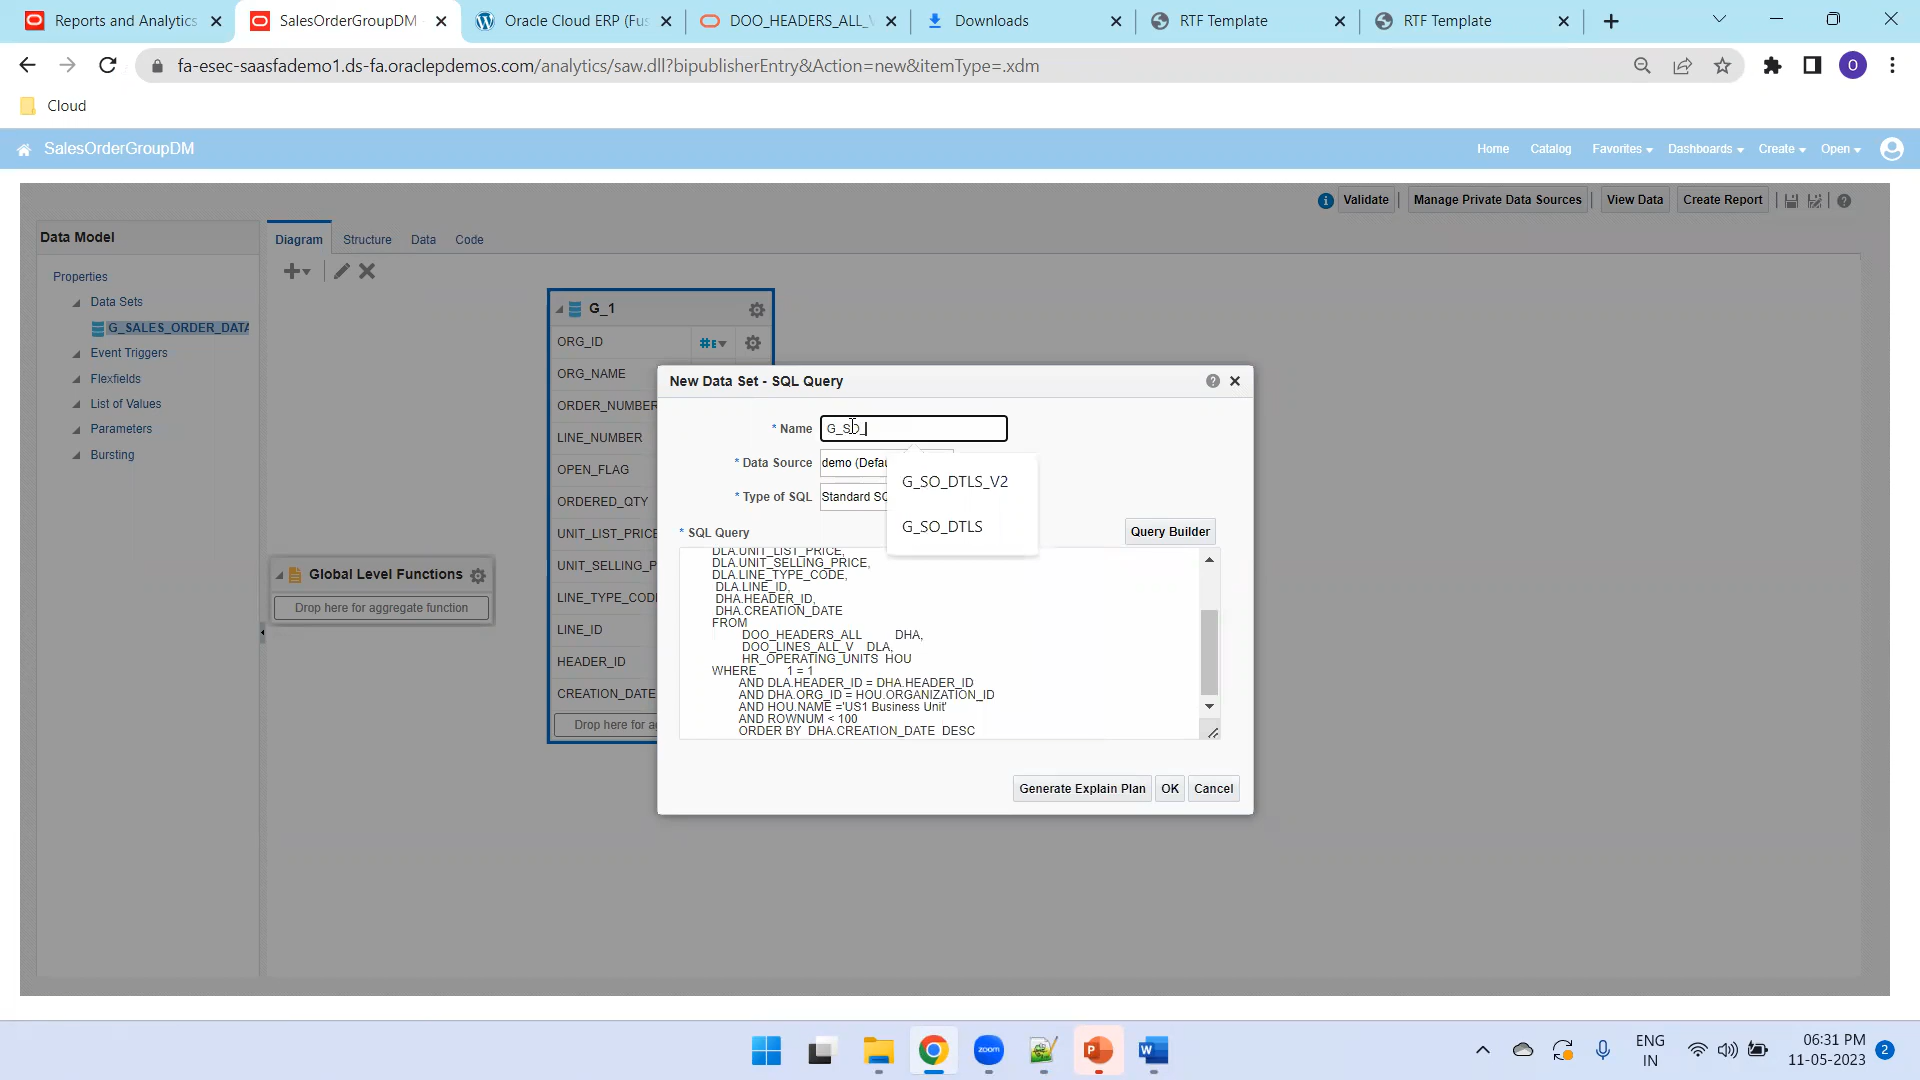 Reports and Analytics
SalesOrderGroupDM
Oracle Cloud ERP (Fus
DOO_HEADERS_ALL_V
Downloads
RTF Template
RTF Template
fa-esec-saasfademo1.ds-fa.oraclepdemos.com/analytics/saw.dll?bipublisherEntry&Action=new&itemType=.xdm
O
Cloud
SalesOrderGroupDM
Home
Catalog
Favorites
Dashboards
Create
Open
Validate
Manage Private Data Sources
View Data
Create Report
Data Model
Diagram
Structure
Data
Code
Properties
Data Sets
G_SALES_ORDER_DATA
Event Triggers
Flexfields
List of Values
Parameters
Bursting
Global Level Functions
Drop here for aggregate function
G_1
ORG_ID
ORG_NAME
ORDER_NUMBER
LINE_NUMBER
OPEN_FLAG
ORDERED_QTY
UNIT_LIST_PRICE
UNIT_SELLING_P
LINE_TYPE_CODE
LINE_ID
HEADER_ID
CREATION_DATE
Drop here for a
New Data Set - SQL Query
* Name
G_SO_
* Data Source
demo (Defau
* Type of SQL
Standard SQ
G_SO_DTLS_V2
G_SO_DTLS
* SQL Query
Query Builder
DLA.UNIT_LIST_PRICE,
DLA.UNIT_SELLING_PRICE,
DLA.LINE_TYPE_CODE,
DLA.LINE_ID,
DHA.HEADER_ID,
DHA.CREATION_DATE
FROM
DOO_HEADERS_ALL DHA,
DOO_LINES_ALL_V DLA,
HR_OPERATING_UNITS HOU
WHERE 1 = 1
AND DLA.HEADER_ID = DHA.HEADER_ID
AND DHA.ORG_ID = HOU.ORGANIZATION_ID
AND HOU.NAME ='US1 Business Unit'
AND ROWNUM < 100
ORDER BY DHA.CREATION_DATE DESC
Generate Explain Plan
OK
Cancel
zoom
ENG
IN
06:31 PM
11-05-2023
2